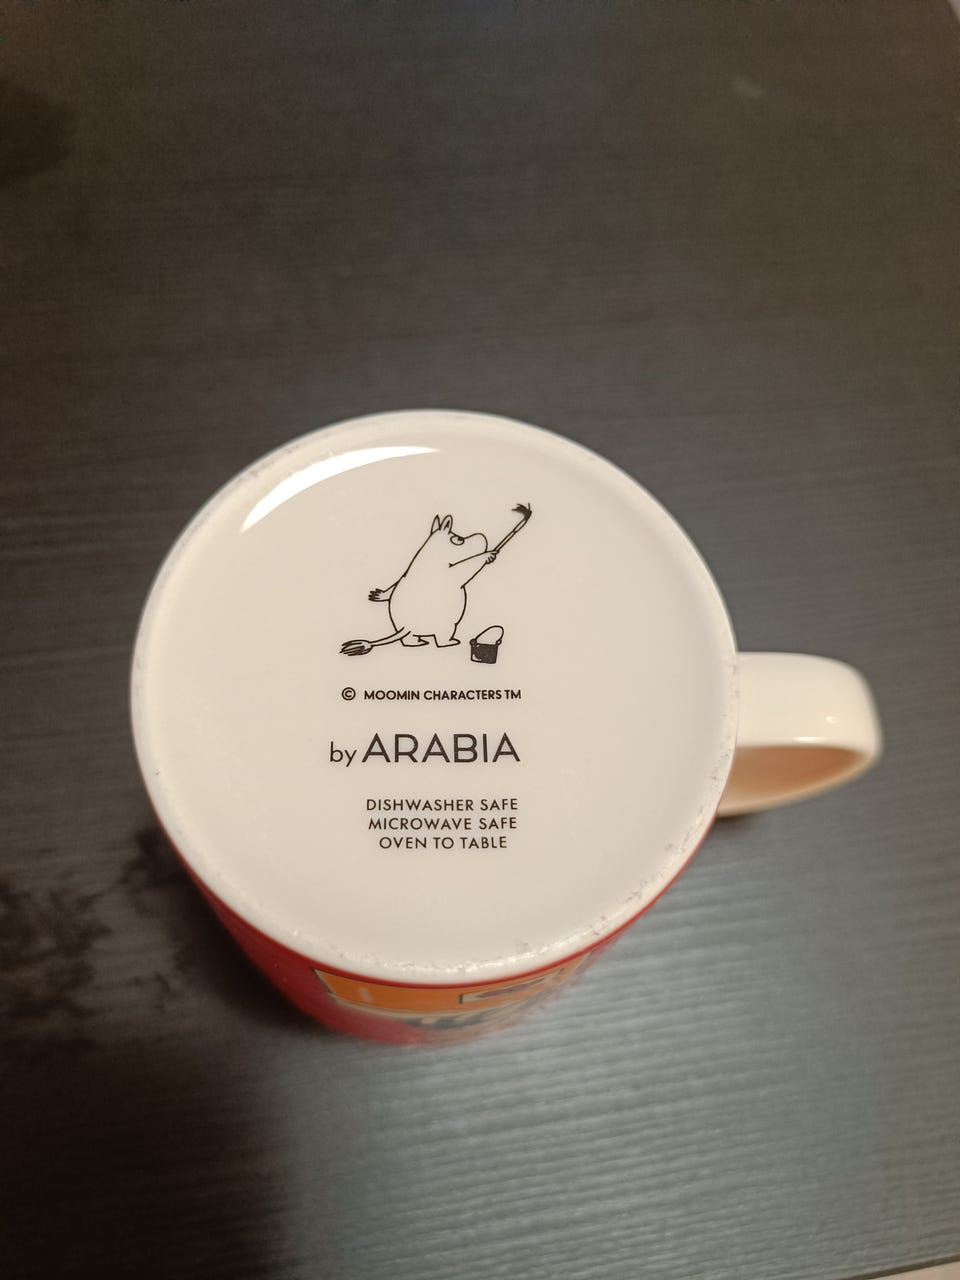 © MOOMIN CHARACTERS TM
by ARABIA
DISHWASHER SAFE
MICROWAVE SAFE
OVEN TO TABLE